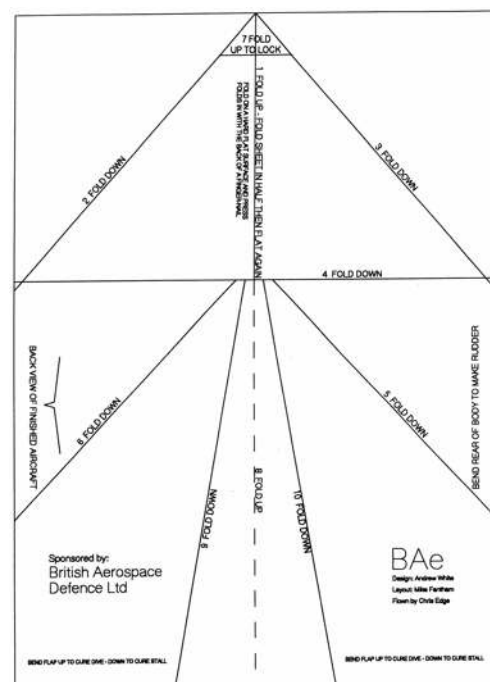 7 FOLD
UP TO LOCK
1 FOLD UP - FOLD SHEET IN HALF THEN FLAT AGAIN
FOLD ON A HARD FLAT SURFACE AND PRESS
FOLDS IN WITH THE BACK OF A FINGER-NAIL
2 FOLD DOWN
3 FOLD DOWN
4 FOLD DOWN
BACK VIEW OF FINISHED AIRCRAFT
6 FOLD DOWN
5 FOLD DOWN
BEND REAR OF BODY TO MAKE RUDDER
9 FOLD DOWN
8 FOLD UP
10 FOLD DOWN
Sponsored by:
British Aerospace
Defence Ltd
BAe
Design: Andrew White
Layout: Mike Fantham
Flown by Chris Edge
BEND FLAP UP TO CURE DIVE - DOWN TO CURE STALL
BEND FLAP UP TO CURE DIVE - DOWN TO CURE STALL